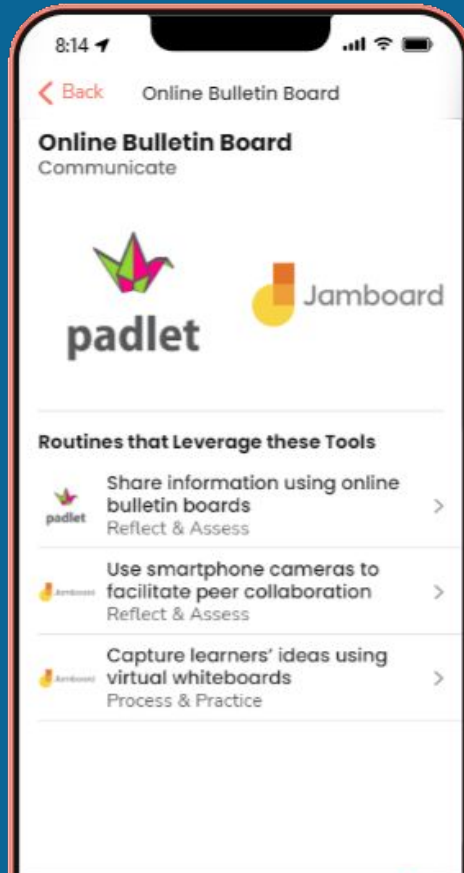 8:14
Back Online Bulletin Board
Online Bulletin Board
Communicate
padlet
Jamboard
Routines that Leverage these Tools
Share information using online
bulletin boards
padlet
Reflect & Assess
Use smartphone cameras to
Jamboard facilitate peer collaboration
Reflect & Assess
Capture learners' ideas using
Jamboard virtual whiteboards
Process & Practice